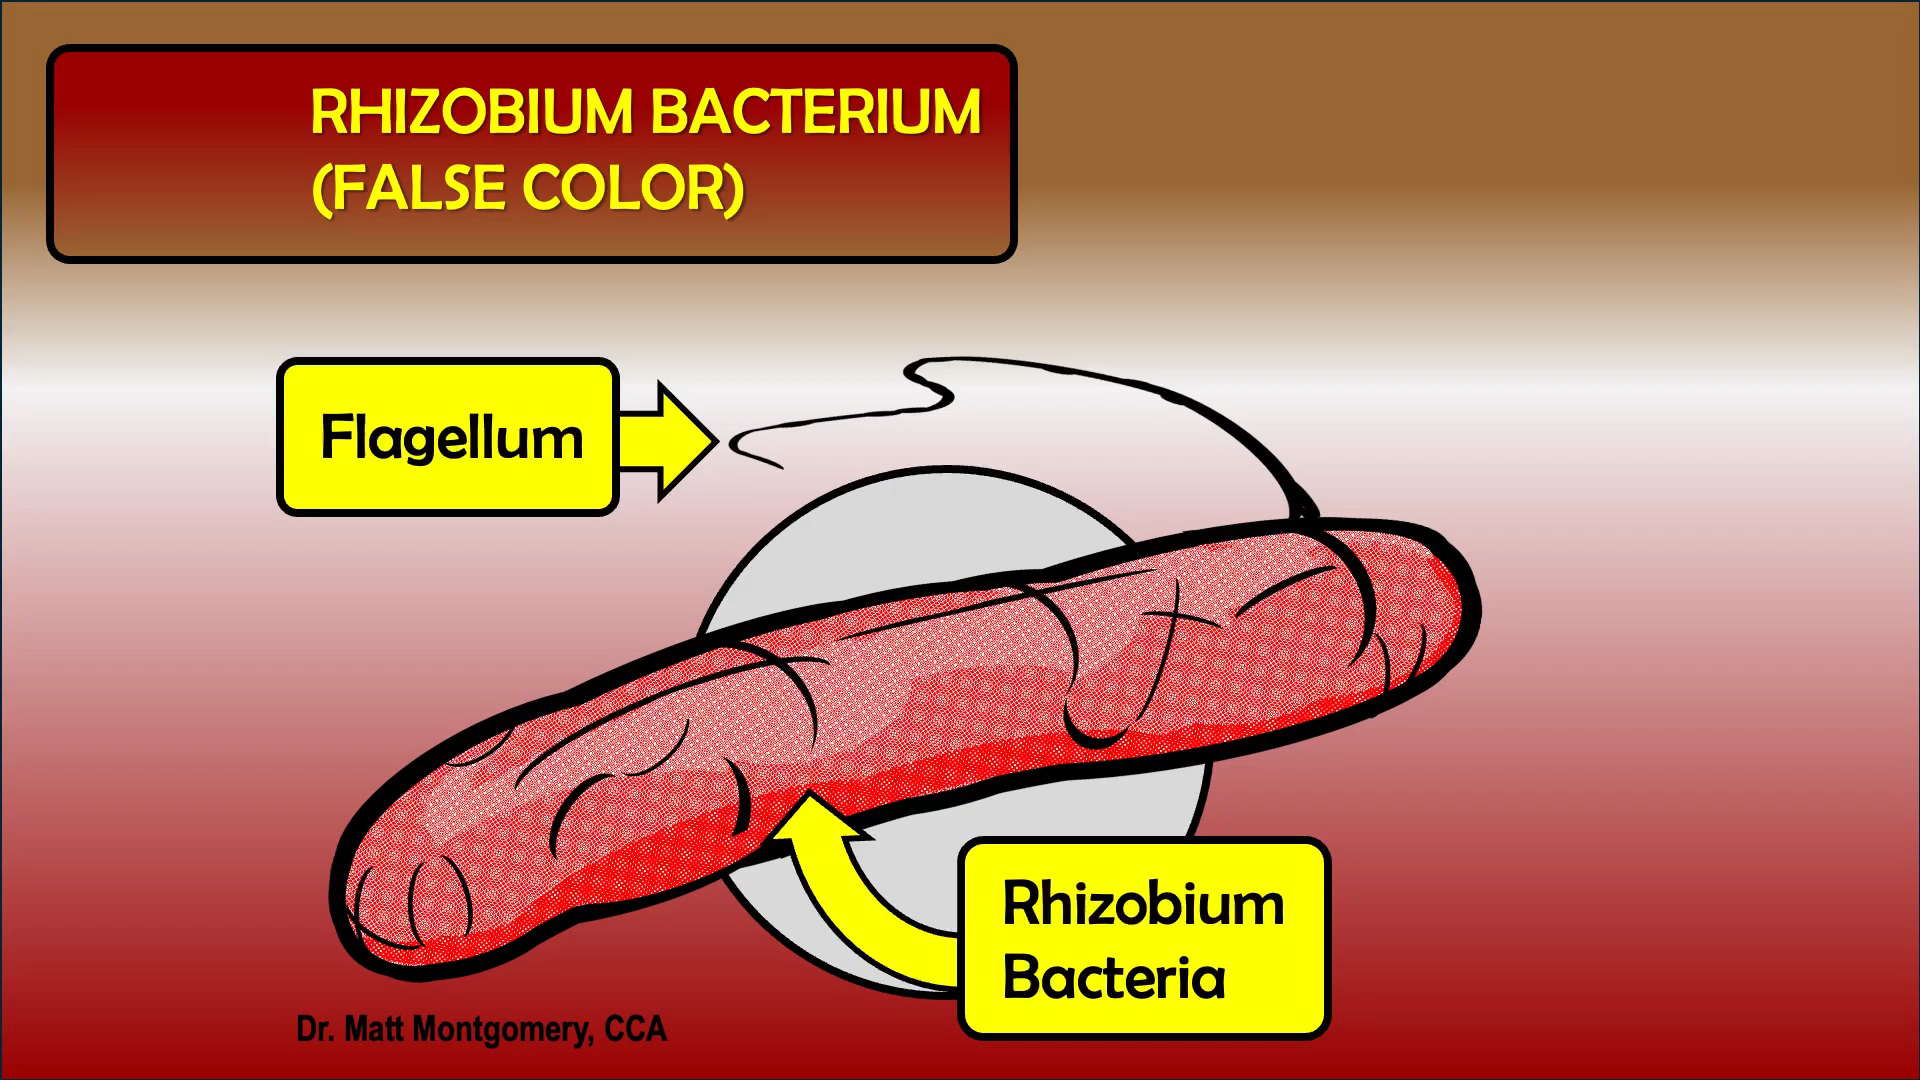 RHIZOBIUM BACTERIUM
(FALSE COLOR)
Flagellum
Rhizobium
Bacteria
Dr. Matt Montgomery, CCA